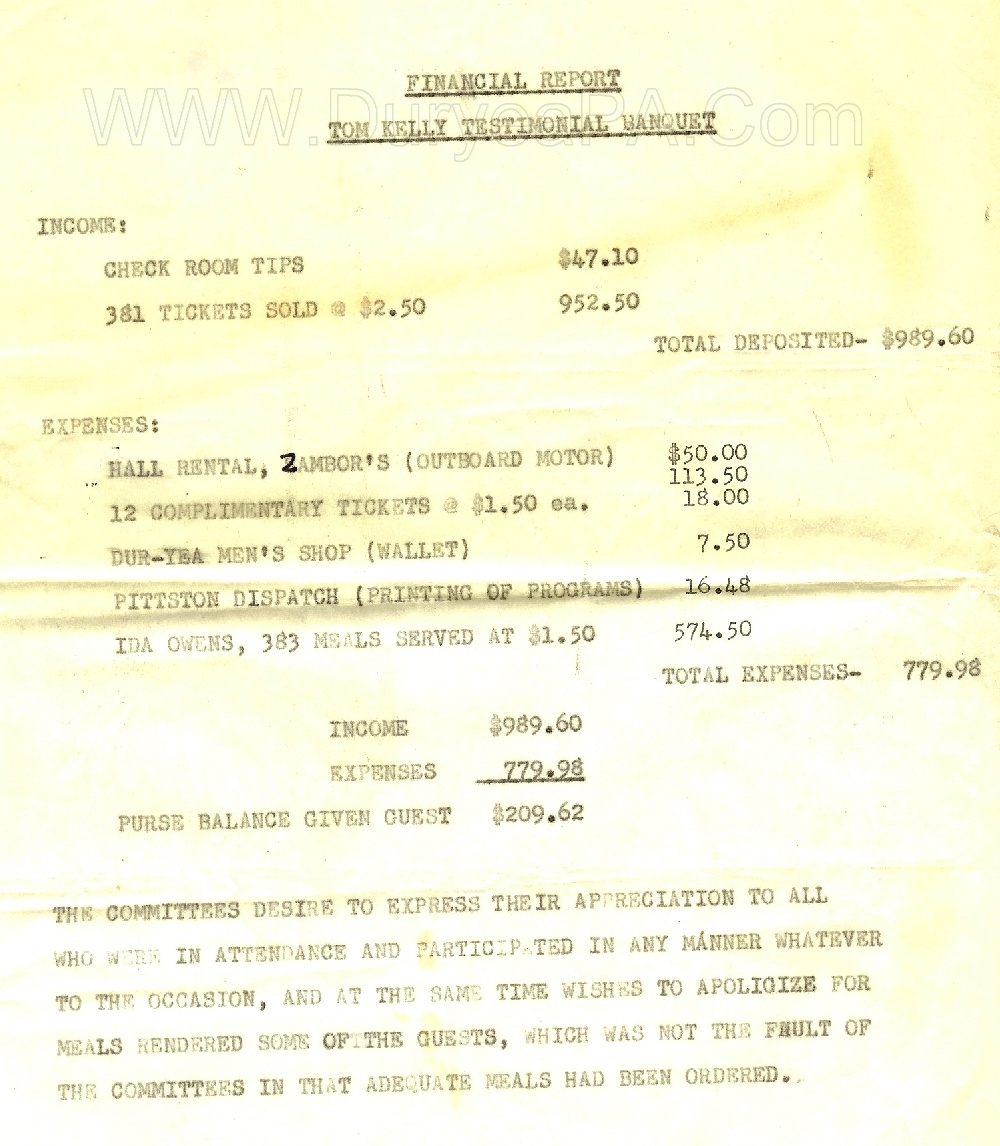 WWW.DuryeaPA.Com
FINANCIAL REPORT
TOM KELLY TESTIMONIAL BANQUET
INCOME:
CHECK ROOM TIPS $47.10
381 TICKETS SOLD @ $2.50 952.50
TOTAL DEPOSITED- $989.60
EXPENSES:
HALL RENTAL, ZAMBOR'S (OUTBOARD MOTOR) $50.00
113.50
12 COMPLIMENTARY TICKETS @ $1.50 ea. 18.00
DUR-YEA MEN'S SHOP (WALLET) 7.50
PITTSTON DISPATCH (PRINTING OF PROGRAMS) 16.48
IDA OWENS, 383 MEALS SERVED AT $1.50 574.50
TOTAL EXPENSES- 779.98
INCOME $989.60
EXPENSES 779.98
PURSE BALANCE GIVEN GUEST $209.62
THE COMMITTEES DESIRE TO EXPRESS THEIR APPRECIATION TO ALL
WHO WERE IN ATTENDANCE AND PARTICIPATED IN ANY MANNER WHATEVER
TO THE OCCASION, AND AT THE SAME TIME WISHES TO APOLIGIZE FOR
MEALS RENDERED SOME OF THE GUESTS, WHICH WAS NOT THE FAULT OF
THE COMMITTEES IN THAT ADEQUATE MEALS HAD BEEN ORDERED.